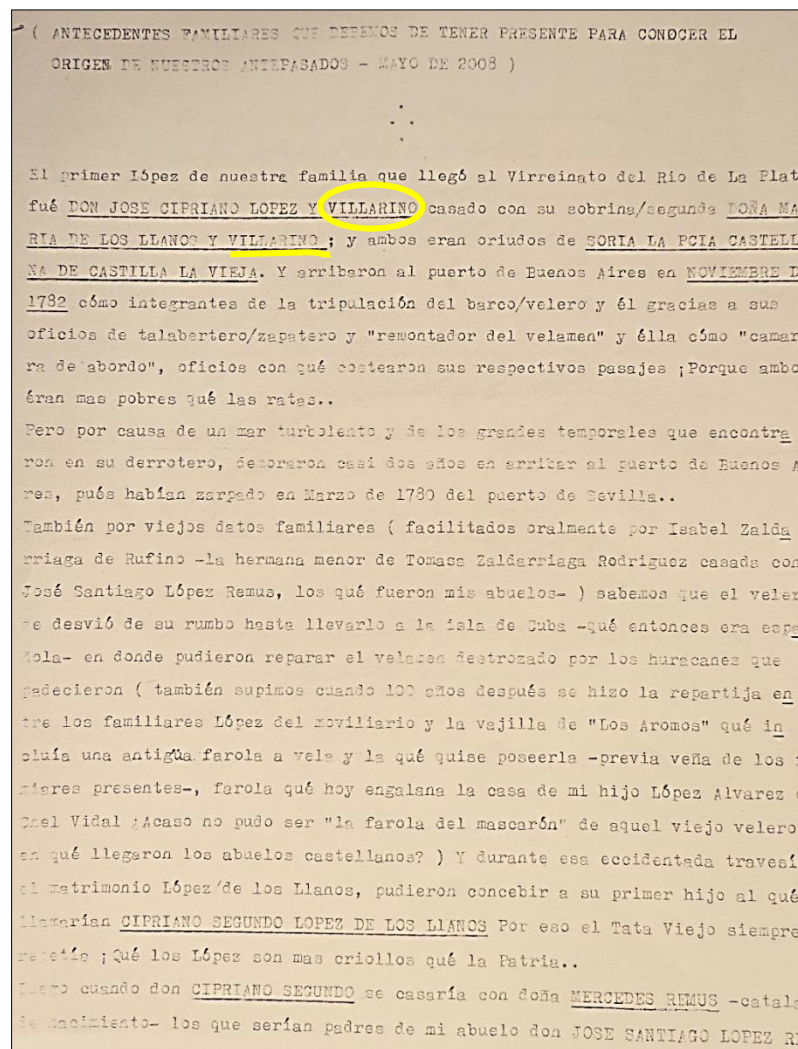 ( ANTECEDENTES FAMILIARES QUE DEBEMOS DE TENER PRESENTE PARA CONOCER EL
ORIGEN DE NUESTROS ANTEPASADOS - MAYO DE 2008 )
El primer López de nuestra familia que llegó al Virreinato del Rio de La Plat
fué DON JOSE CIPRIANO LOPEZ Y VILLARINO casado con su sobrina/segunda DOÑA MA
RIA DE LOS LLANOS Y VILLARINO ; y ambos eran oriudos de SORIA LA PCIA CASTELL
NA DE CASTILLA LA VIEJA. Y arribaron al puerto de Buenos Aires en NOVIEMBRE D
1782 cómo integrantes de la tripulación del barco/velero y él gracias a sus
oficios de talabertero/zapatero y "remontador del velamen" y élla cómo "camar
ra de abordo", oficios con qué costearon sus respectivos pasajes ¡Porque ambo
éran mas pobres qué las ratas..
Pero por causa de un mar turbolento y de los grandes temporales que encontra
ron en su derrotero, demoraron casi dos años en arribar al puerto de Buenos A
res, pués habían zarpado en Marzo de 1780 del puerto de Sevilla..
También por viejos datos familiares ( facilitados oralmente por Isabel Zalda
rriaga de Rufino -la hermana menor de Tomasa Zaldarriaga Rodriguez casada con
José Santiago López Remus, los qué fueron mis abuelos- ) sabemos que el veler
se desvió de su rumbo hasta llevarlo a la isla de Cuba -qué entonces era espa
ñola- en donde pudieron reparar el velamen destrozado por los huracanes que
padecieron ( también supimos cuando 100 años después se hizo la repartija en
tre los familiares López del moviliario y la vajilla de "Los Aromos" qué in
cluía una antigüa farola a vela y la qué quise poseerla -previa veña de los
liares presentes-, farola qué hoy engalana la casa de mi hijo López Alvarez
Cnel Vidal ¿Acaso no pudo ser "la farola del mascarón" de aquel viejo velero
en qué llegaron los abuelos castellanos? ) Y durante esa eccidentada travesí
el matrimonio López/de los Llanos, pudieron concebir a su primer hijo al qué
llamarían CIPRIANO SEGUNDO LOPEZ DE LOS LLANOS Por eso el Tata Viejo siempre
repetía ¡Qué los López son mas criollos qué la Patria..
Luego cuando don CIPRIANO SEGUNDO se casaría con doña MERCEDES REMUS -catal
de nacimiento- los que serían padres de mi abuelo don JOSE SANTIAGO LOPEZ RE